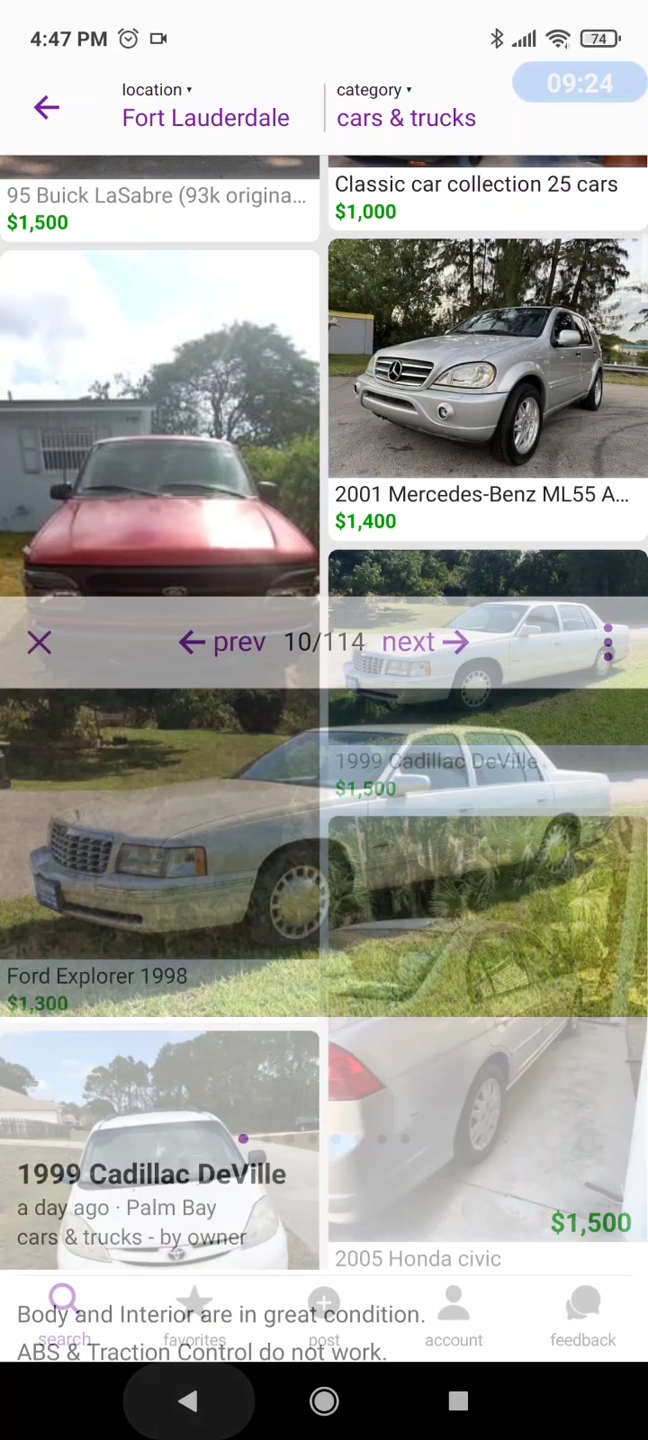 4:47 PM
74
09:24
location ▾
category ▾
Fort Lauderdale
cars & trucks
95 Buick LaSabre (93k origina...
$1,500
Classic car collection 25 cars
$1,000
2001 Mercedes-Benz ML55 A...
$1,400
← prev 10/114 next →
1999 Cadillac DeVille
$1,500
Ford Explorer 1998
$1,300
1999 Cadillac DeVille
a day ago · Palm Bay
cars & trucks - by owner
$1,500
2005 Honda civic
Body and Interior are in great condition.
search
favorites
post
account
feedback
ABS & Traction Control do not work.